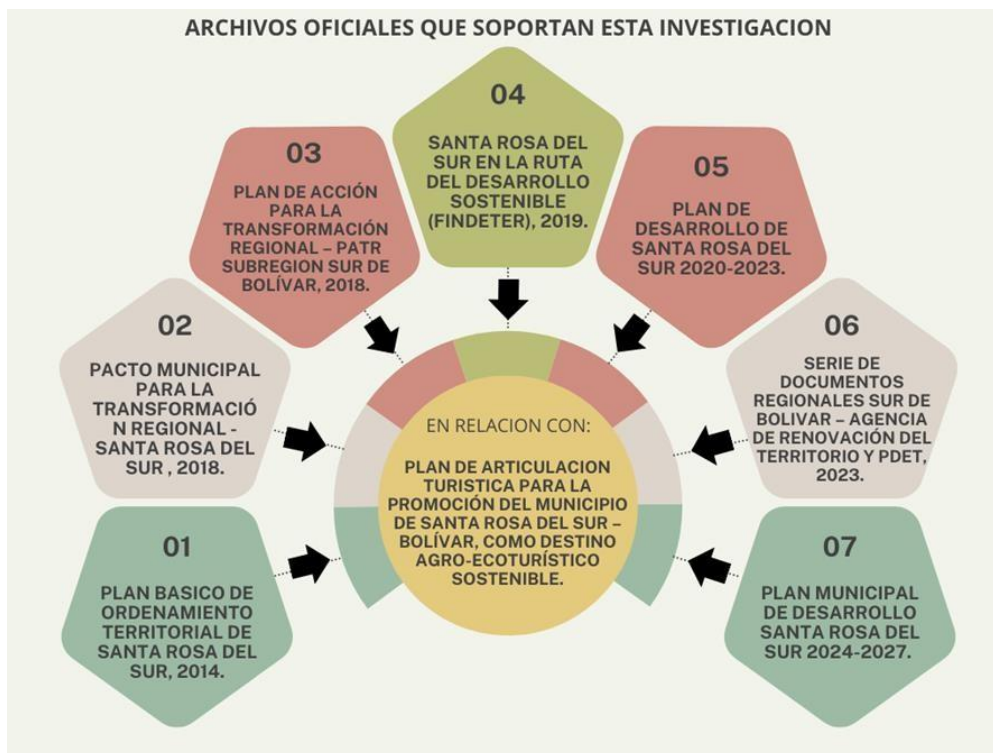 ARCHIVOS OFICIALES QUE SOPORTAN ESTA INVESTIGACION
01
PLAN BASICO DE
ORDENAMIENTO
TERRITORIAL DE
SANTA ROSA DEL
SUR, 2014.
02
PACTO MUNICIPAL
PARA LA
TRANSFORMACIÓ
N REGIONAL -
SANTA ROSA DEL
SUR , 2018.
03
PLAN DE ACCIÓN
PARA LA
TRANSFORMACIÓN
REGIONAL – PATR
SUBREGION SUR DE
BOLÍVAR, 2018.
04
SANTA ROSA DEL
SUR EN LA RUTA
DEL DESARROLLO
SOSTENIBLE
(FINDETER), 2019.
05
PLAN DE
DESARROLLO DE
SANTA ROSA DEL
SUR 2020-2023.
06
SERIE DE
DOCUMENTOS
REGIONALES SUR DE
BOLIVAR – AGENCIA
DE RENOVACIÓN DEL
TERRITORIO Y PDET,
2023.
07
PLAN MUNICIPAL
DE DESARROLLO
SANTA ROSA DEL
SUR 2024-2027.
EN RELACION CON:
PLAN DE ARTICULACION
TURISTICA PARA LA
PROMOCIÓN DEL MUNICIPIO
DE SANTA ROSA DEL SUR –
BOLÍVAR, COMO DESTINO
AGRO-ECOTURÍSTICO
SOSTENIBLE.